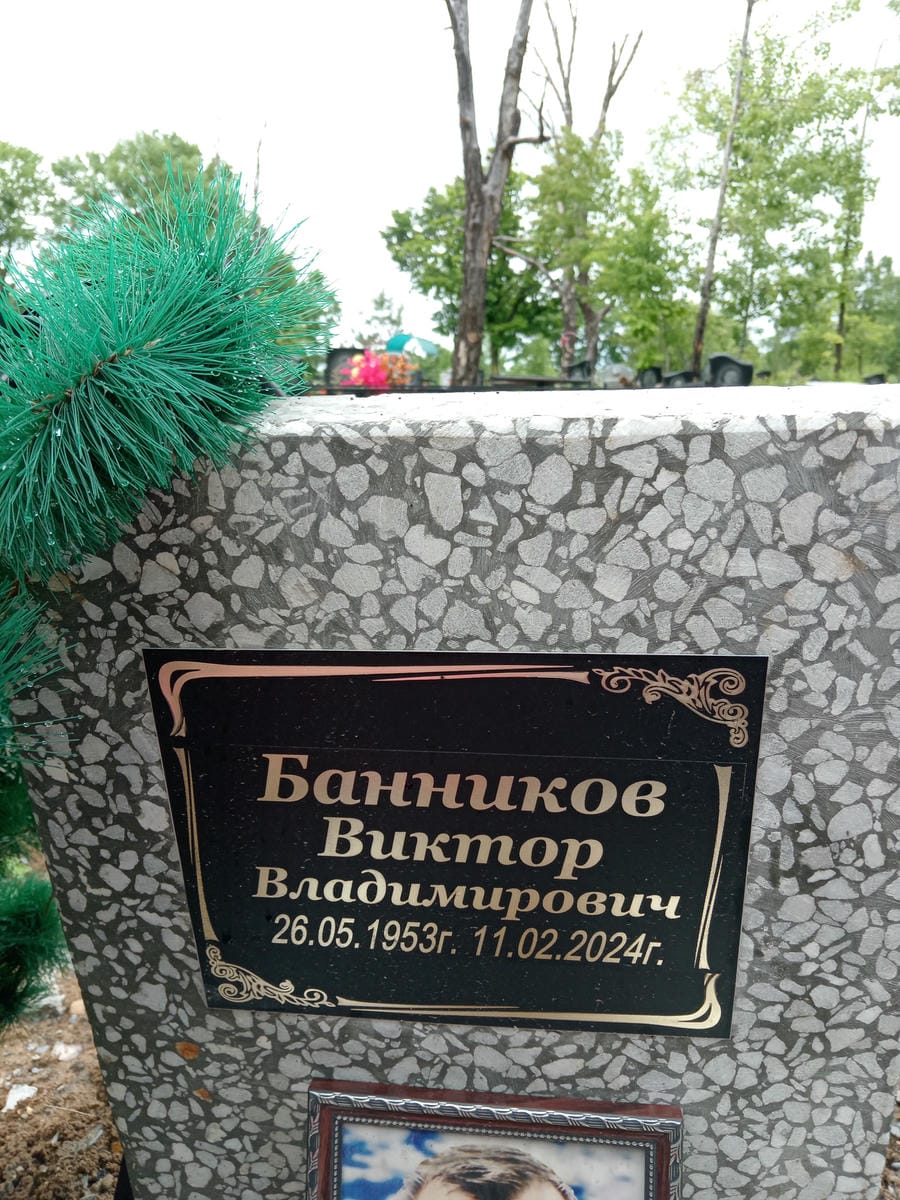 Банников
Виктор
Владимирович
26.05.1953г. 11.02.2024г.